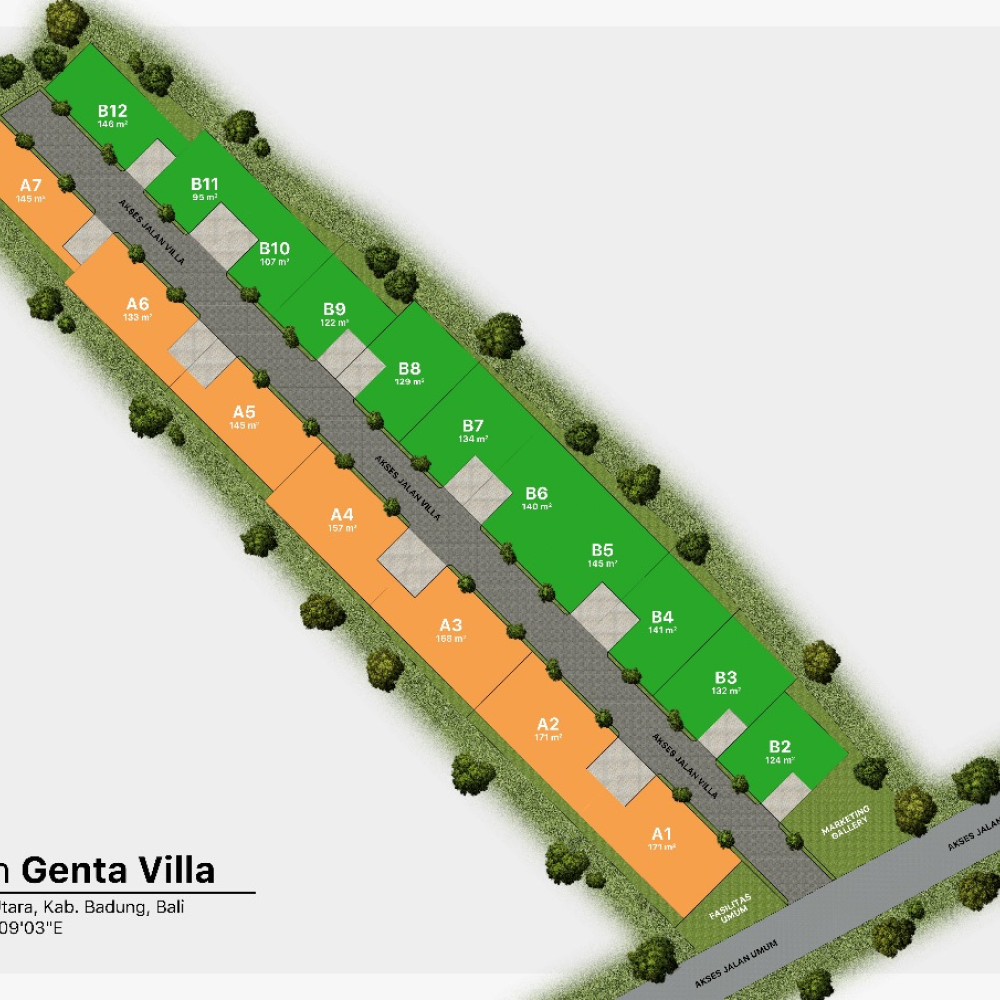 B12
146 m²
A7
145 m²
B11
95 m²
AKSES JALAN VILLA
B10
107 m²
A6
133 m²
B9
122 m²
B8
129 m²
A5
145 m²
B7
134 m²
AKSES JALAN VILLA
B6
140 m²
A4
157 m²
B5
145 m²
B4
141 m²
A3
168 m²
B3
132 m²
A2
171 m²
B2
124 m²
AKSES JALAN VILLA
MARKETING
GALLERY
A1
171 m²
AKSES JALAN
FASILITAS
UMUM
AKSES JALAN UMUM
n Genta Villa
Utara, Kab. Badung, Bali
09'03"E